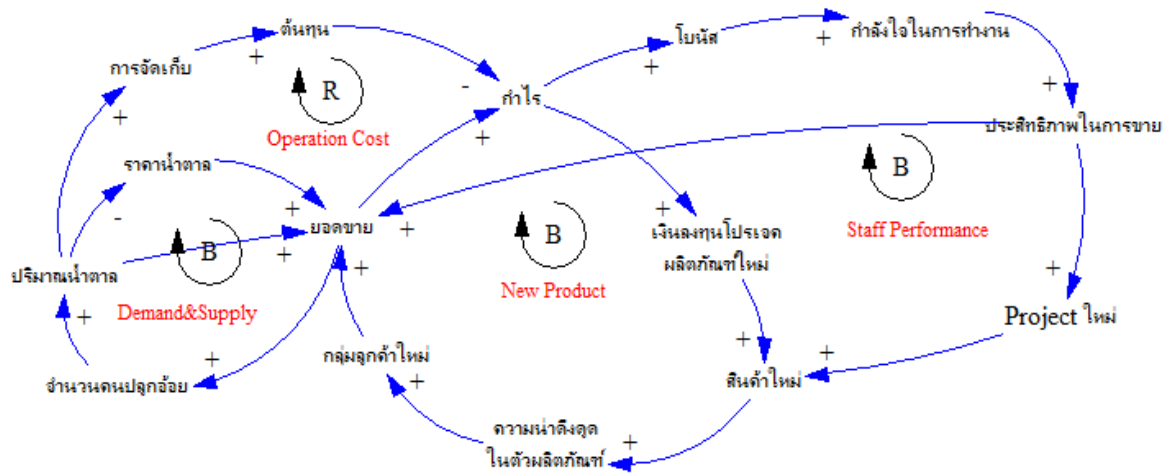 ต้นทุน
โบนัส
กำลังใจในการทำงาน
การจัดเก็บ
R
กำไร
Operation Cost
ประสิทธิภาพในการขาย
ราคาน้ำตาล
B
Staff Performance
ยอดขาย
B
เงินลงทุนโปรเจค
ผลิตภัณฑ์ใหม่
ปริมาณน้ำตาล
B
New Product
Demand&Supply
Project ใหม่
กลุ่มลูกค้าใหม่
จำนวนคนปลูกอ้อย
สินค้าใหม่
ความน่าดึงดูด
ในตัวผลิตภัณฑ์
+
+
+
+
+
+
-
+
+
-
+
+
+
+
+
+
+
+
+
+
+
+
+